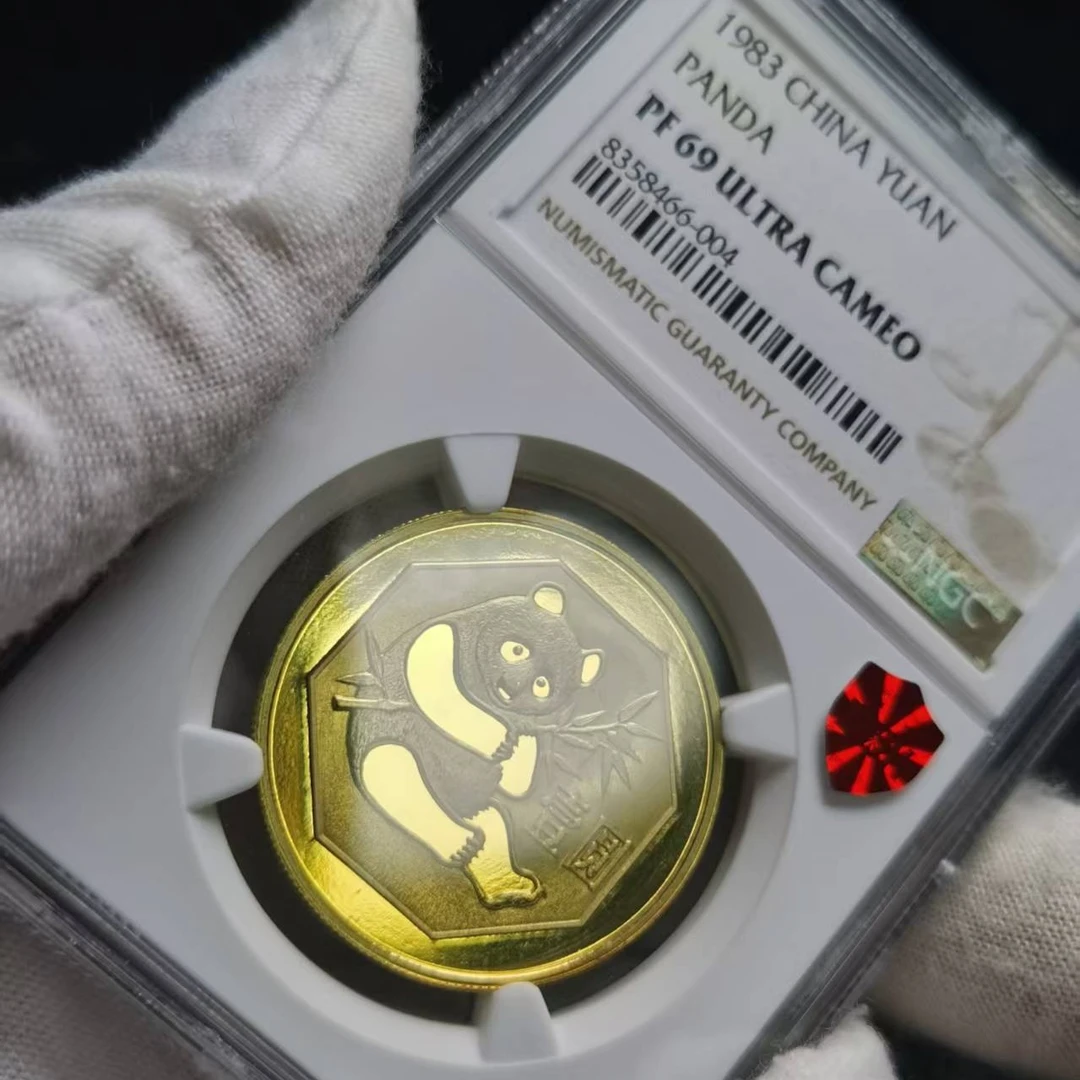 1983 CHINA YUAN
PANDA
PF 69 ULTRA CAMEO
8358466-004
NUMISMATIC GUARANTY COMPANY
NGC